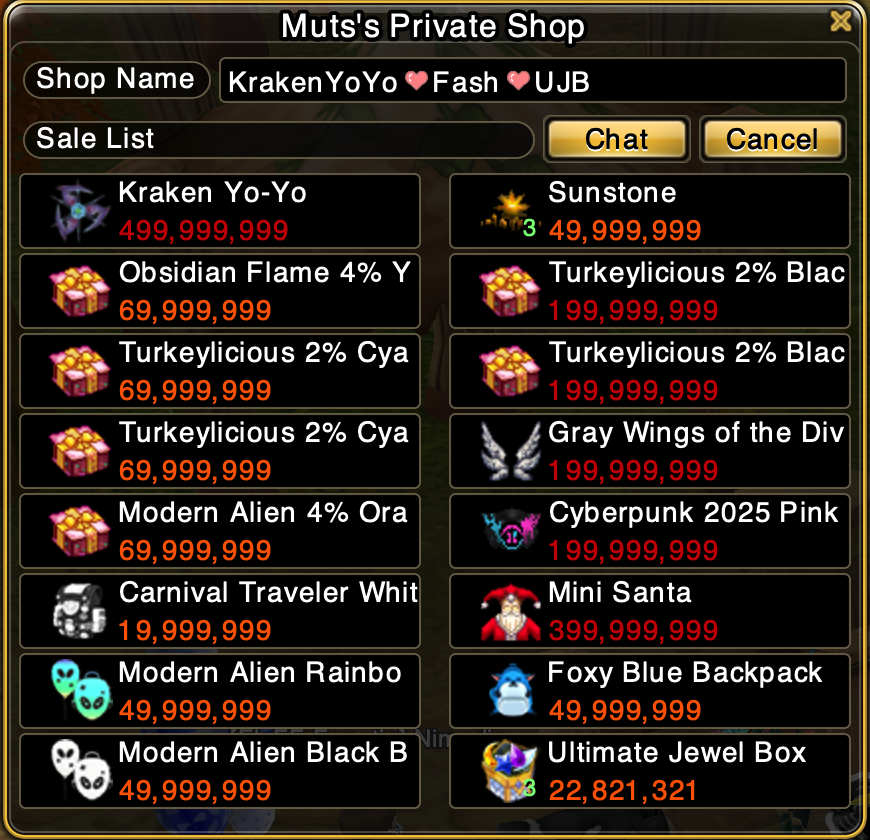 Muts's Private Shop
Shop Name
KrakenYoYo ❤Fash ❤UJB
Sale List
Chat
Cancel
Kraken Yo-Yo
499,999,999
Sunstone
3
49,999,999
Obsidian Flame 4% Y
69,999,999
Turkeylicious 2% Blac
199,999,999
Turkeylicious 2% Cya
69,999,999
Turkeylicious 2% Blac
199,999,999
Turkeylicious 2% Cya
69,999,999
Gray Wings of the Div
199,999,999
Modern Alien 4% Ora
69,999,999
Cyberpunk 2025 Pink
199,999,999
Carnival Traveler Whit
19,999,999
Mini Santa
399,999,999
Modern Alien Rainbo
49,999,999
Foxy Blue Backpack
49,999,999
Modern Alien Black B
49,999,999
Ultimate Jewel Box
3
22,821,321